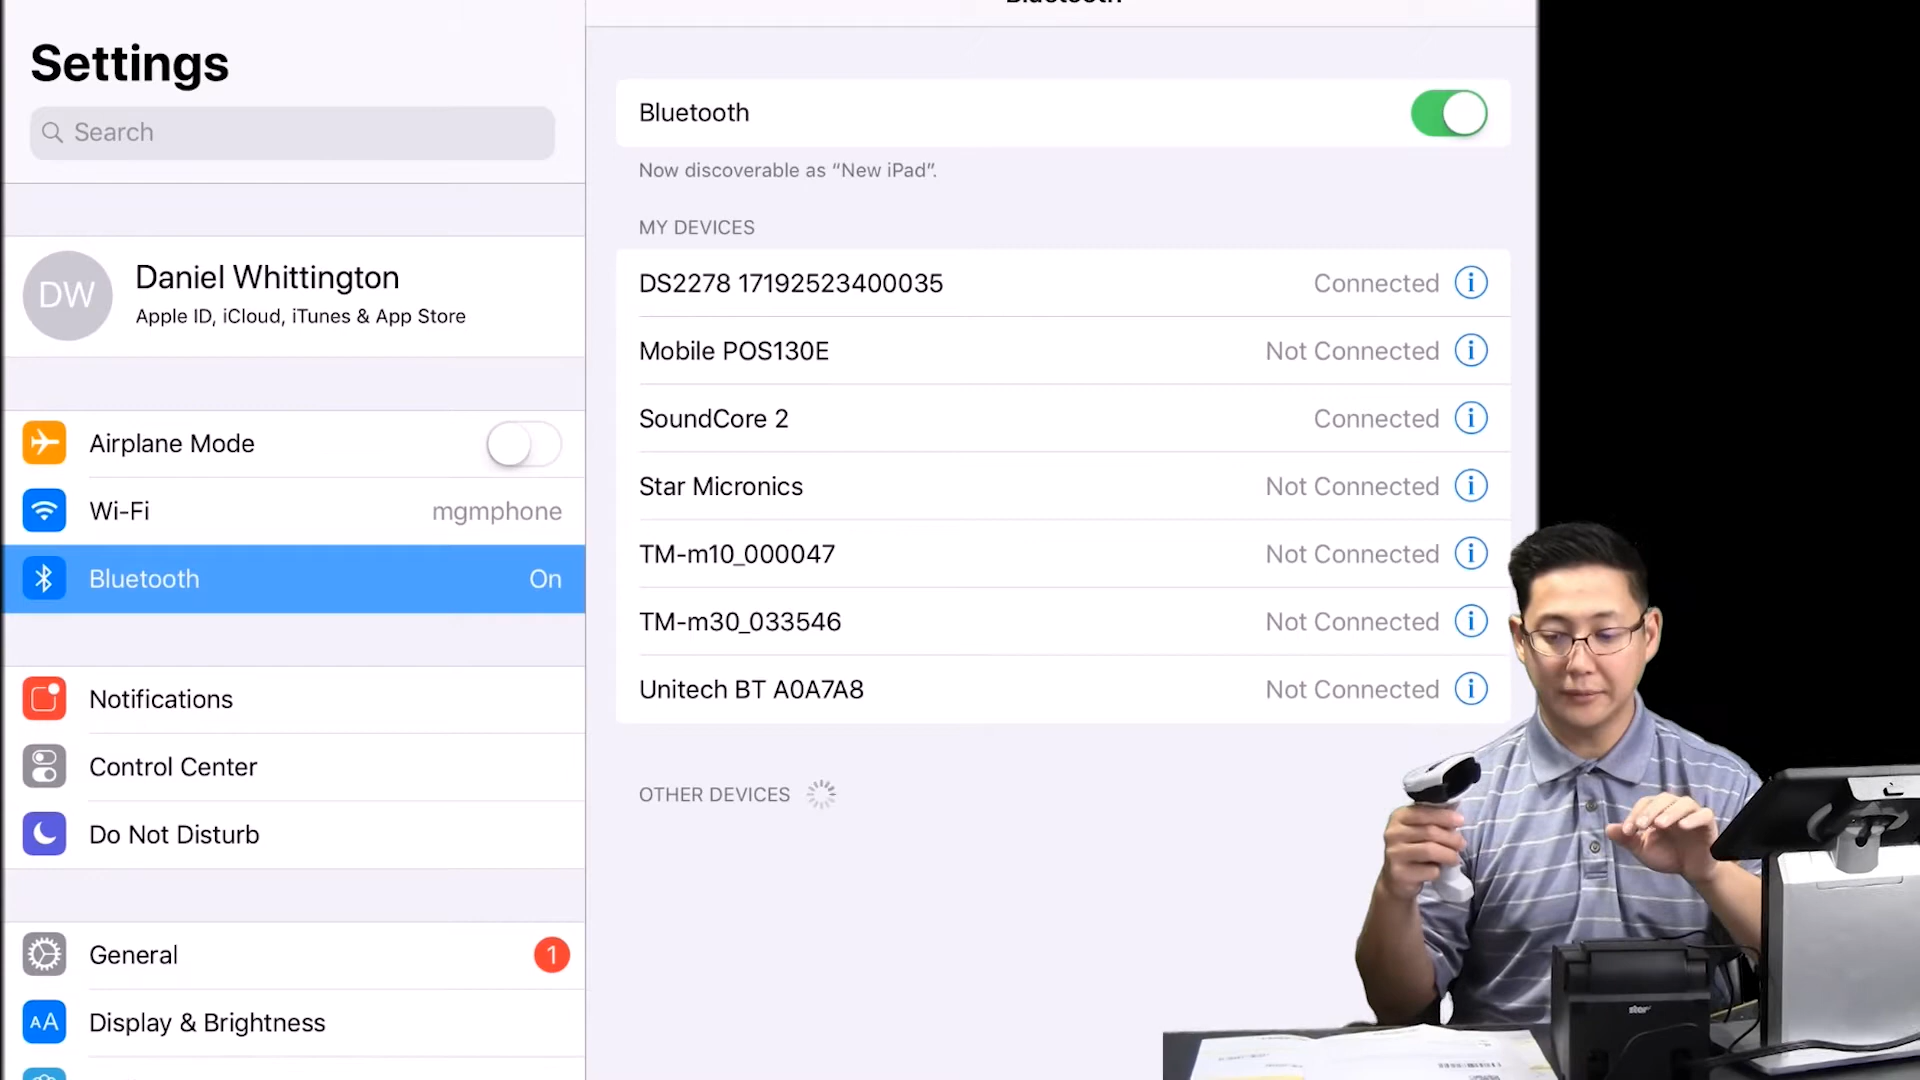 Settings
Search
DW
Daniel Whittington
Apple ID, iCloud, iTunes & App Store
Airplane Mode
Wi-Fi mgmphone
Bluetooth On
Notifications
Control Center
Do Not Disturb
General 1
AA Display & Brightness
Bluetooth
Bluetooth
Now discoverable as “New iPad”.
MY DEVICES
DS2278 17192523400035 Connected
Mobile POS130E Not Connected
SoundCore 2 Connected
Star Micronics Not Connected
TM-m10_000047 Not Connected
TM-m30_033546 Not Connected
Unitech BT A0A7A8 Not Connected
OTHER DEVICES
star